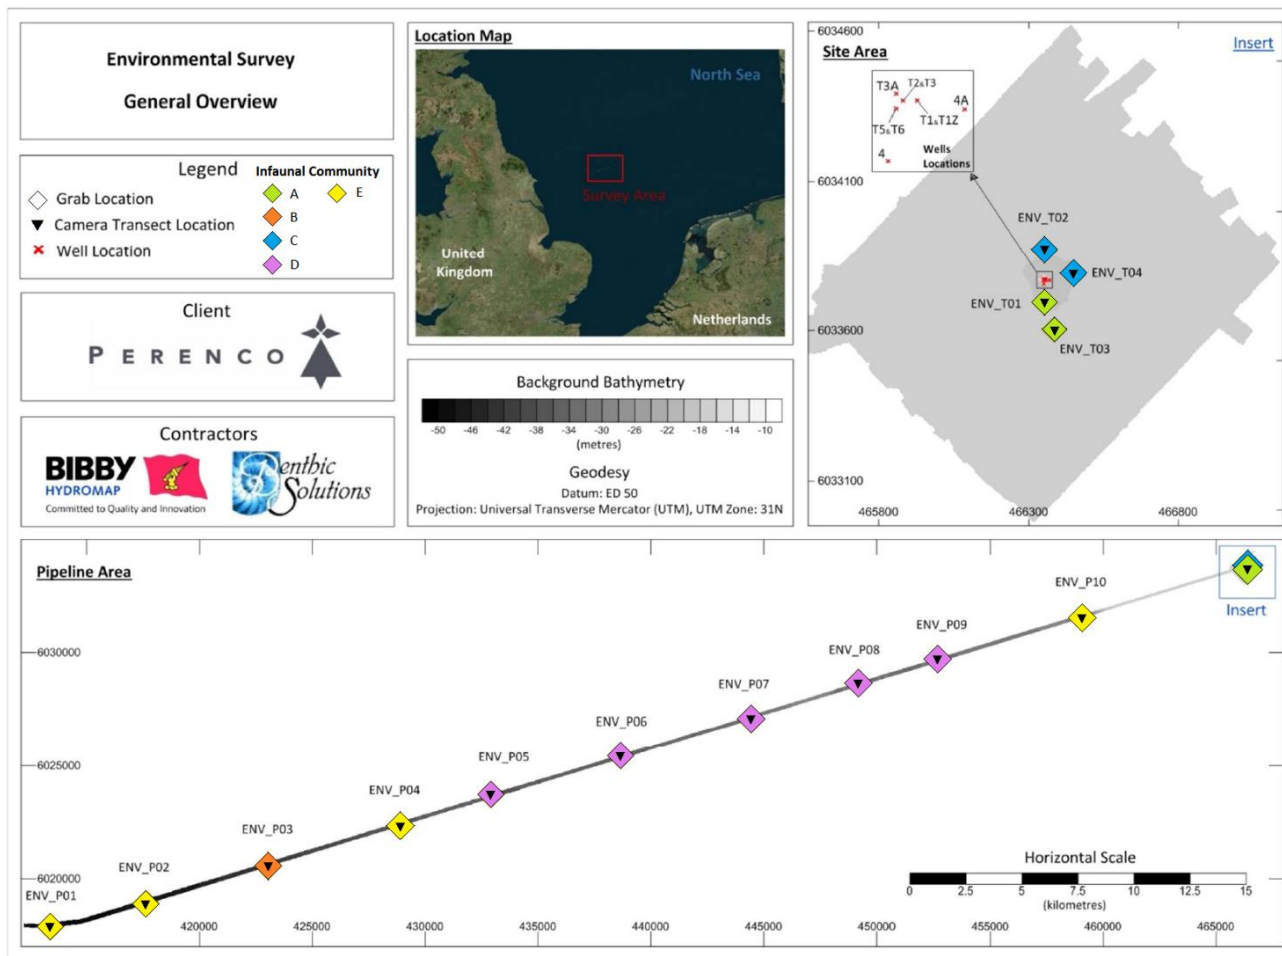 Environmental Survey
General Overview
Legend
Grab Location
Camera Transect Location
Well Location
Infaunal Community
A
B
C
D
E
Client
PERENCO
Contractors
BIBBY
HYDROMAP
Committed to Quality and Innovation
Benthic
Solutions
Location Map
North Sea
Survey Area
United
Kingdom
Netherlands
Background Bathymetry
-50 -46 -42 -38 -34 -30 -26 -22 -18 -14 -10
(metres)
Geodesy
Datum: ED 50
Projection: Universal Transverse Mercator (UTM), UTM Zone: 31N
Site Area
Insert
6034600
6034100
6033600
6033100
465800 466300 466800
T3A
T2&T3
4A
T5&T6
T1&T1Z
4
Wells
Locations
ENV_T02
ENV_T04
ENV_T01
ENV_T03
Pipeline Area
Insert
ENV_P10
ENV_P09
ENV_P08
ENV_P07
ENV_P06
ENV_P05
ENV_P04
ENV_P03
ENV_P02
ENV_P01
6030000
6025000
6020000
420000 425000 430000 435000 440000 445000 450000 455000 460000 465000
Horizontal Scale
0 2.5 5 7.5 10 12.5 15
(kilometres)